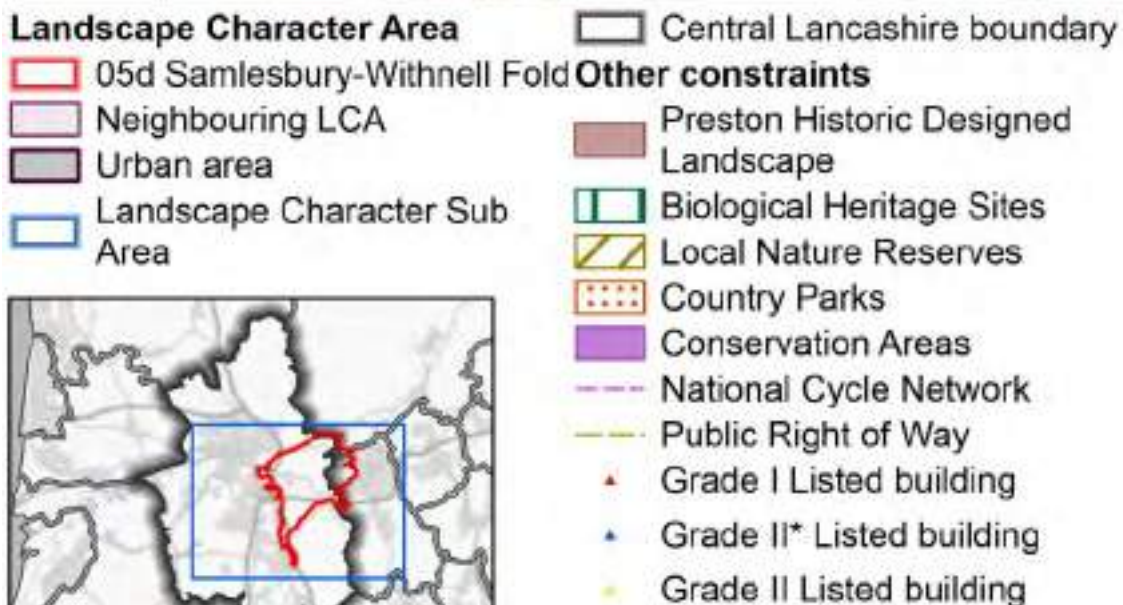 Landscape Character Area
05d Samlesbury-Withnell Fold
Neighbouring LCA
Urban area
Landscape Character Sub
Area
Central Lancashire boundary
Other constraints
Preston Historic Designed
Landscape
Biological Heritage Sites
Local Nature Reserves
Country Parks
Conservation Areas
National Cycle Network
Public Right of Way
Grade I Listed building
Grade II* Listed building
Grade II Listed building